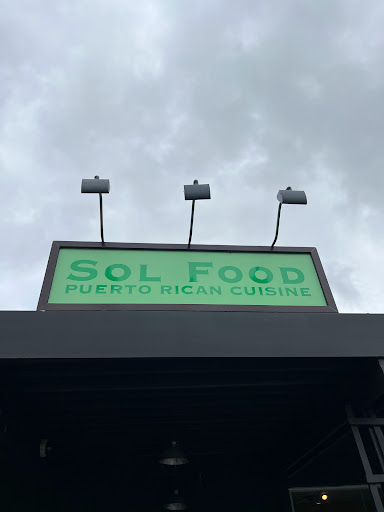 SOL FOOD
PUERTO RICAN CUISINE